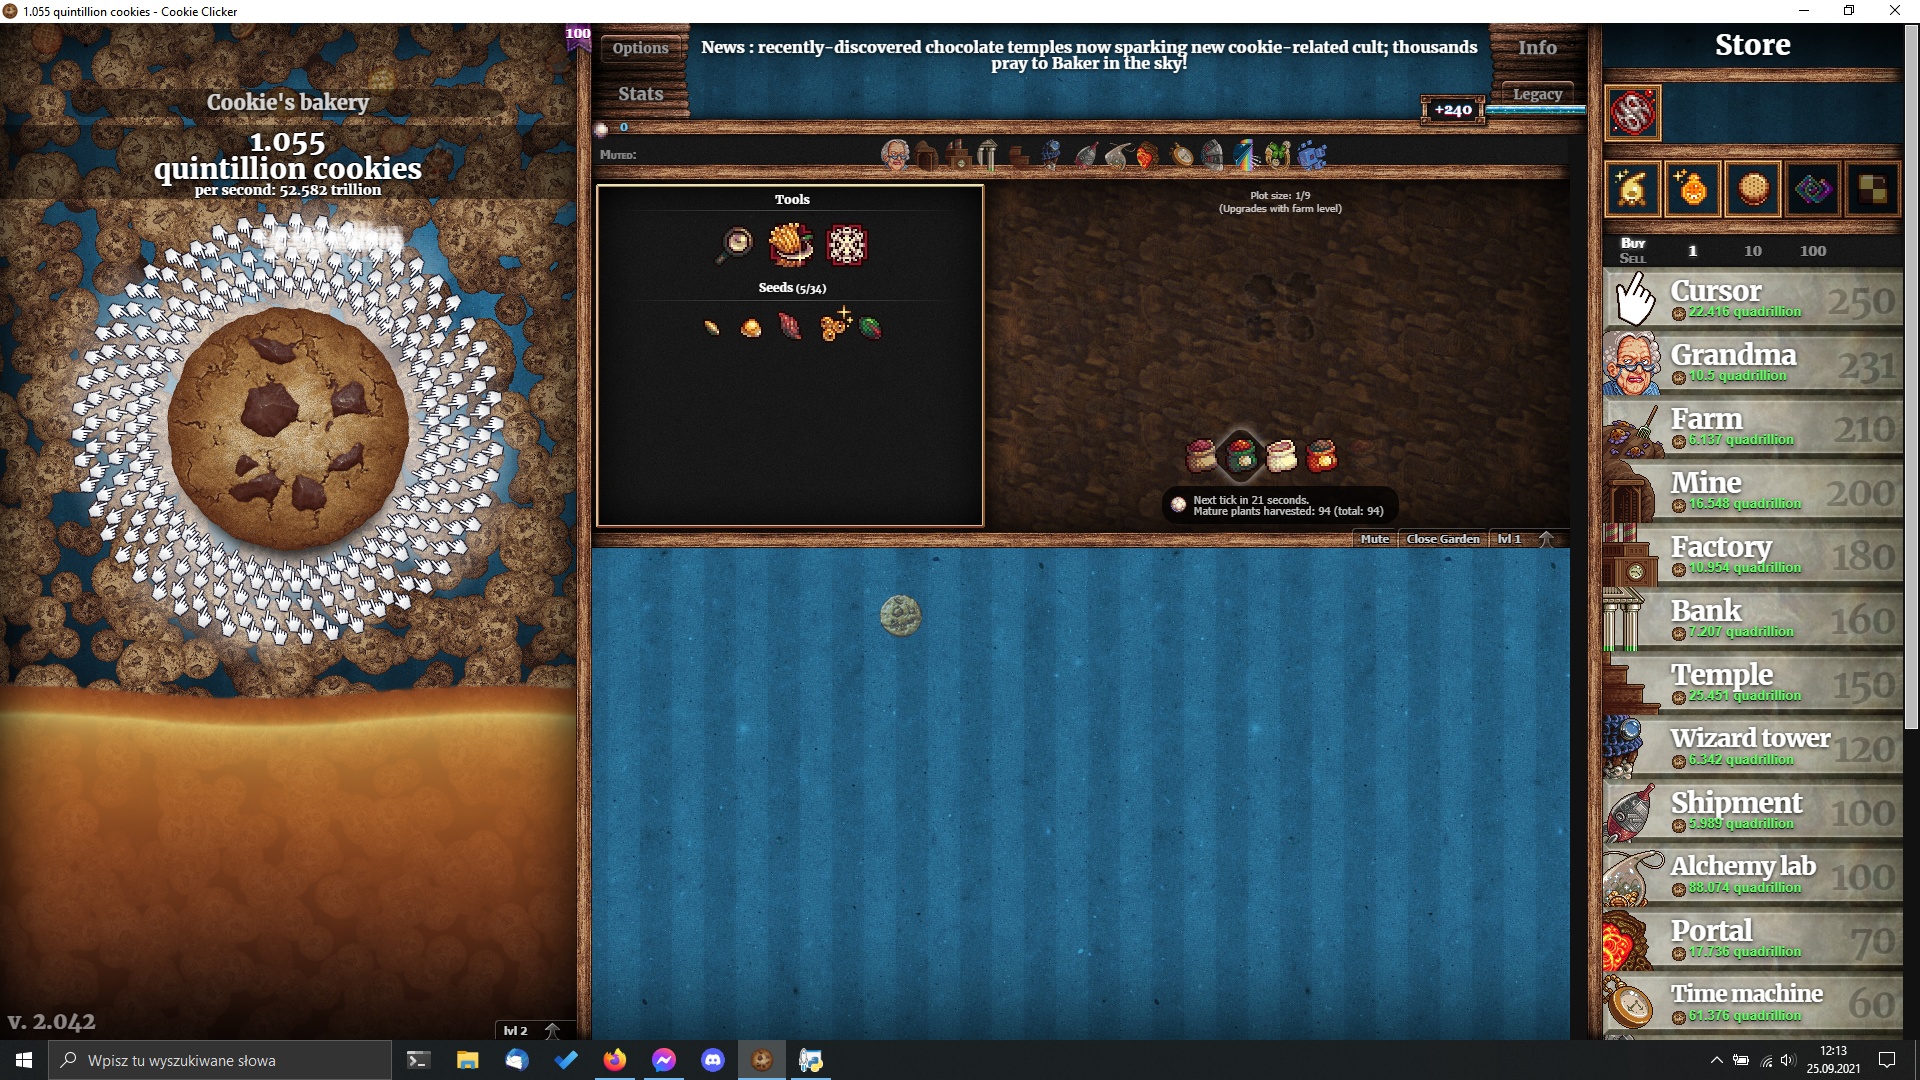 1.055 quintillion cookies - Cookie Clicker
100
Options
Stats
News : recently-discovered chocolate temples now sparking new cookie-related cult; thousands
pray to Baker in the sky!
Info
Legacy
+240
Store
Cookie's bakery
1.055
quintillion cookies
per second: 52.582 trillion
0
Muted:
Tools
Seeds (5/34)
Plot size: 1/9
(Upgrades with farm level)
Next tick in 21 seconds.
Mature plants harvested: 94 (total: 94)
Mute
Close Garden
lvl 1
Buy
Sell
1
10
100
Cursor
22.416 quadrillion
250
Grandma
10.5 quadrillion
231
Farm
6.137 quadrillion
210
Mine
16.548 quadrillion
200
Factory
10.954 quadrillion
180
Bank
7.207 quadrillion
160
Temple
25.451 quadrillion
150
Wizard tower
6.342 quadrillion
120
Shipment
5.989 quadrillion
100
Alchemy lab
88.074 quadrillion
100
Portal
17.736 quadrillion
70
Time machine
61.376 quadrillion
60
v. 2.042
lvl 2
Wpisz tu wyszukiwane słowa
12:13
25.09.2021